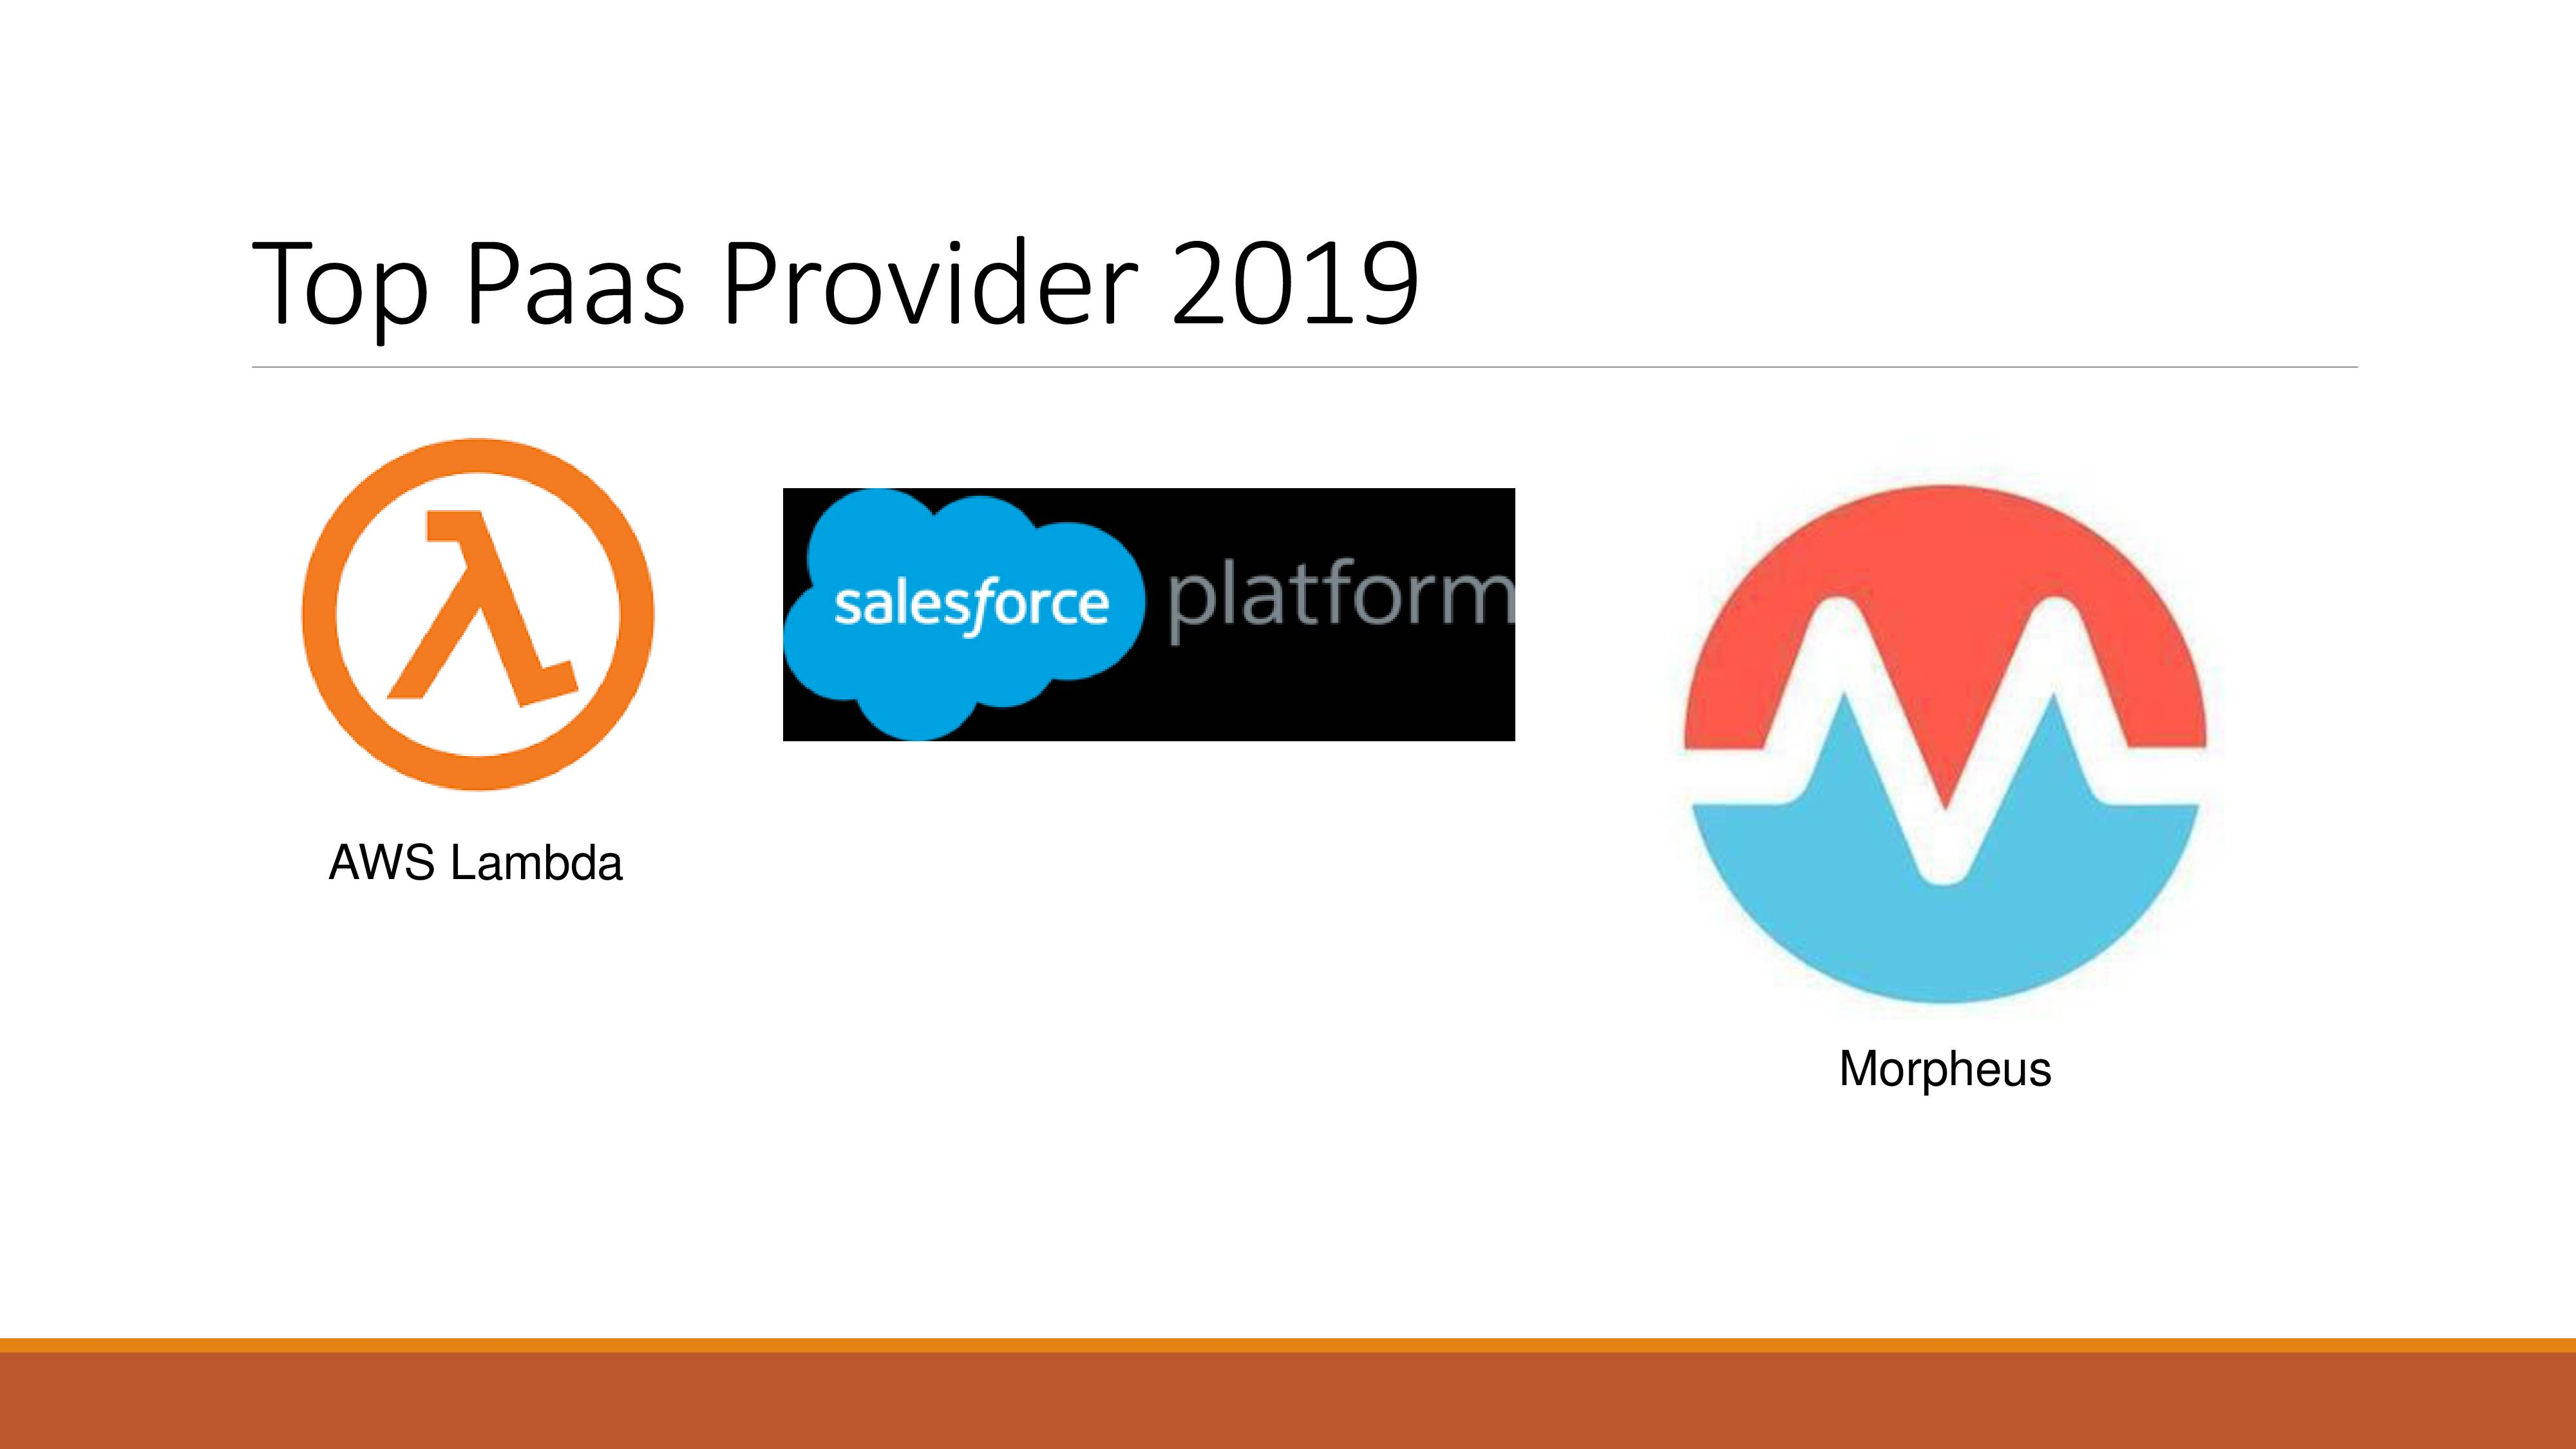 Top Paas Provider 2019
λ
salesforce platform
AWS Lambda
Morpheus